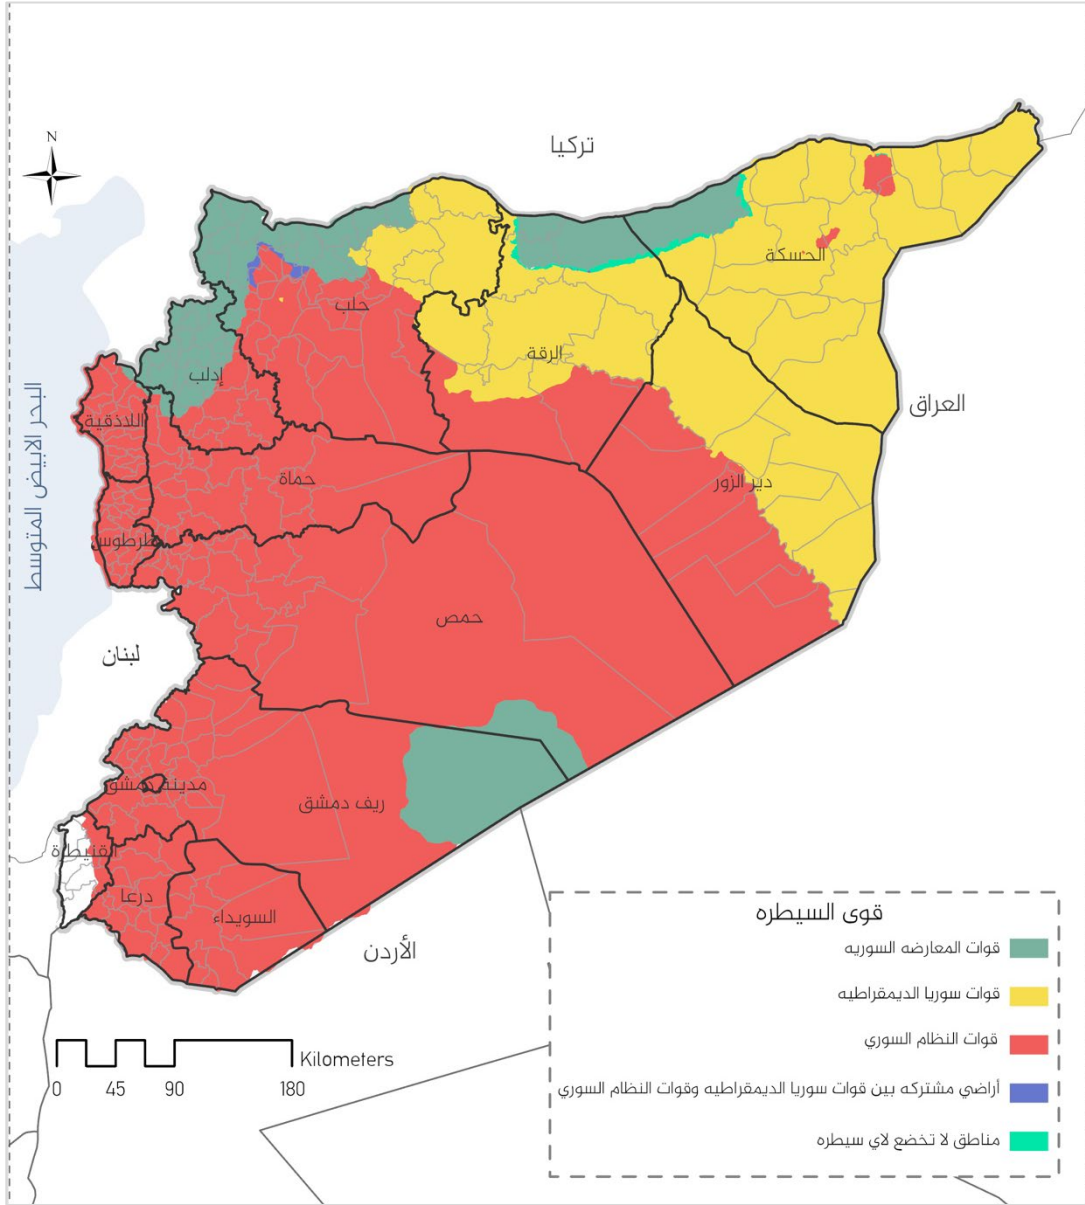 N
تركيا
الحسكة
حلب
الرقة
إدلب
البحر الابيض المتوسط
العراق
اللاذقية
حماة
دير الزور
طرطوس
حمص
لبنان
مدينة دمشق
ريف دمشق
القنيطرة
درعا
السويداء
الأردن
قوى السيطره
قوات المعارضه السوريه
قوات سوريا الديمقراطيه
قوات النظام السوري
أراضي مشتركه بين قوات سوريا الديمقراطيه وقوات النظام السوري
مناطق لا تخضع لاي سيطره
Kilometers
0 45 90 180